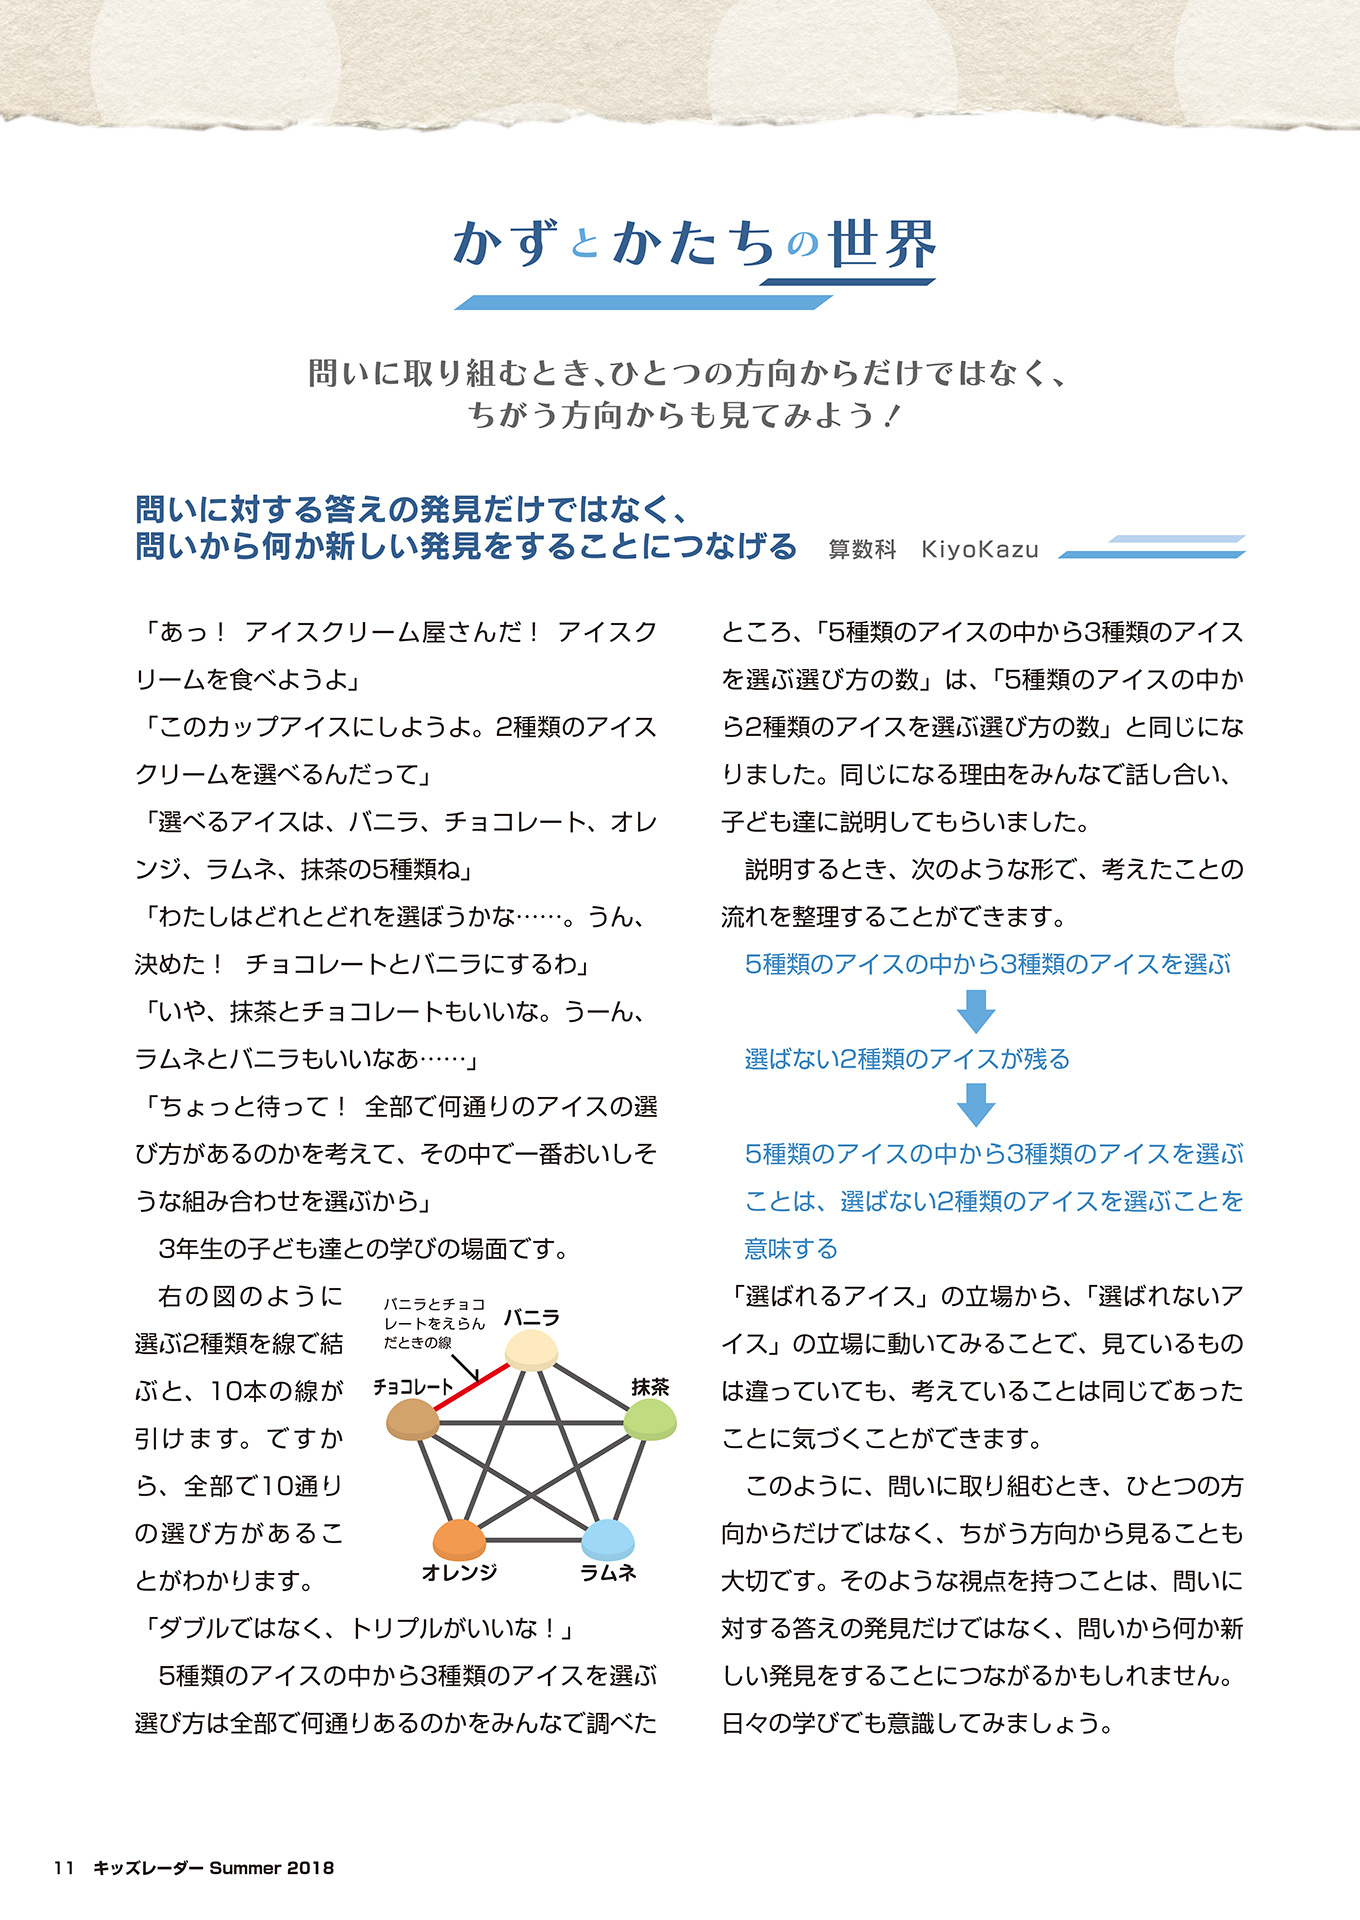 かずとかたちの世界
問いに取り組むとき、ひとつの方向からだけではなく、
ちがう方向からも見てみよう！
問いに対する答えの発見だけではなく、
問いから何か新しい発見をすることにつなげる　算数科　KiyoKazu
「あっ！ アイスクリーム屋さんだ！ アイスク
リームを食べようよ」
「このカップアイスにしようよ。2種類のアイス
クリームを選べるんだって」
「選べるアイスは、バニラ、チョコレート、オレ
ンジ、ラムネ、抹茶の5種類ね」
「わたしはどれとどれを選ぼうかな……。うん、
決めた！ チョコレートとバニラにするわ」
「いや、抹茶とチョコレートもいいな。うーん、
ラムネとバニラもいいなあ……」
「ちょっと待って！ 全部で何通りのアイスの選
び方があるのかを考えて、その中で一番おいしそ
うな組み合わせを選ぶから」
3年生の子ども達との学びの場面です。
右の図のように
選ぶ2種類を線で結
ぶと、10本の線が
引けます。ですか
ら、全部で10通り
の選び方があるこ
とがわかります。
バニラとチョコ
レートをえらん
だときの線
バニラ
チョコレート
抹茶
オレンジ
ラムネ
「ダブルではなく、トリプルがいいな！」
5種類のアイスの中から3種類のアイスを選ぶ
選び方は全部で何通りあるのかをみんなで調べた
ところ、「5種類のアイスの中から3種類のアイス
を選ぶ選び方の数」は、「5種類のアイスの中か
ら2種類のアイスを選ぶ選び方の数」と同じにな
りました。同じになる理由をみんなで話し合い、
子ども達に説明してもらいました。
説明するとき、次のような形で、考えたことの
流れを整理することができます。
5種類のアイスの中から3種類のアイスを選ぶ
選ばない2種類のアイスが残る
5種類のアイスの中から3種類のアイスを選ぶ
ことは、選ばない2種類のアイスを選ぶことを
意味する
「選ばれるアイス」の立場から、「選ばれないア
イス」の立場に動いてみることで、見ているもの
は違っていても、考えていることは同じであった
ことに気づくことができます。
このように、問いに取り組むとき、ひとつの方
向からだけではなく、ちがう方向から見ることも
大切です。そのような視点を持つことは、問いに
対する答えの発見だけではなく、問いから何か新
しい発見をすることにつながるかもしれません。
日々の学びでも意識してみましょう。
11　キッズレーダー Summer 2018